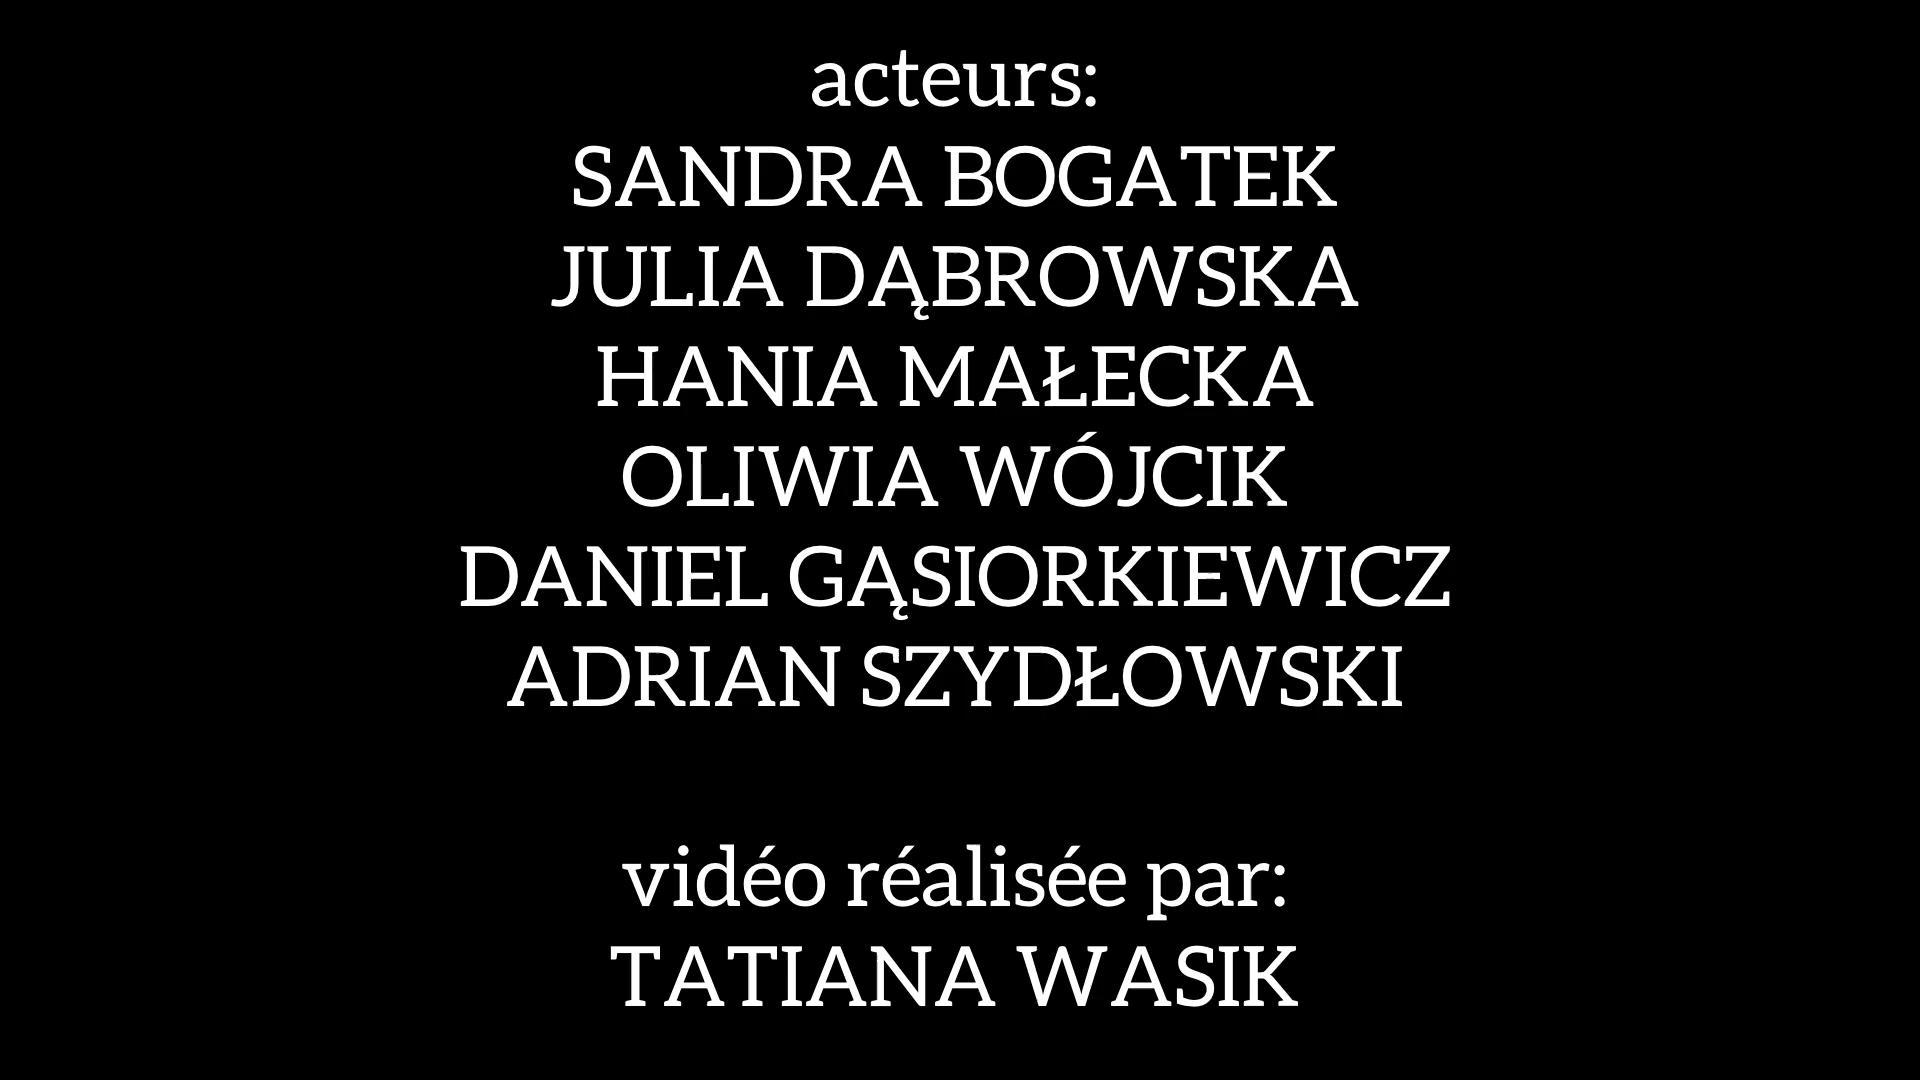 acteurs:
SANDRA BOGATEK
JULIA DĄBROWSKA
HANIA MAŁECKA
OLIWIA WÓJCIK
DANIEL GĄSIORKIEWICZ
ADRIAN SZYDŁOWSKI
vidéo réalisée par:
TATIANA WASIK